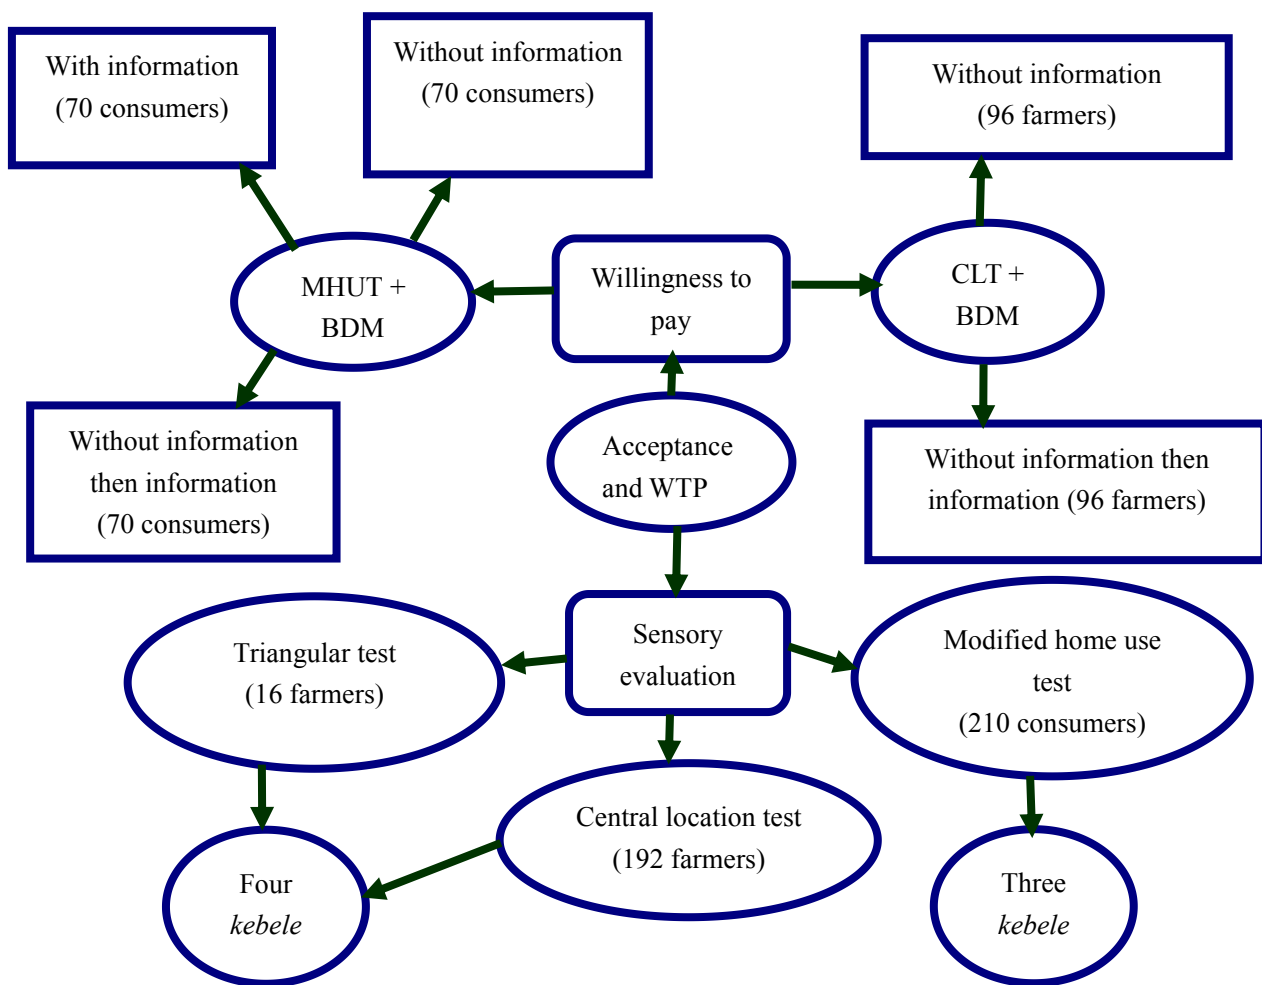 With information
(70 consumers)
Without information
(70 consumers)
Without information
(96 farmers)
MHUT +
BDM
Willingness to
pay
CLT +
BDM
Without information
then information
(70 consumers)
Acceptance
and WTP
Without information then
information (96 farmers)
Triangular test
(16 farmers)
Sensory
evaluation
Modified home use
test
(210 consumers)
Central location test
(192 farmers)
Four
kebele
Three
kebele